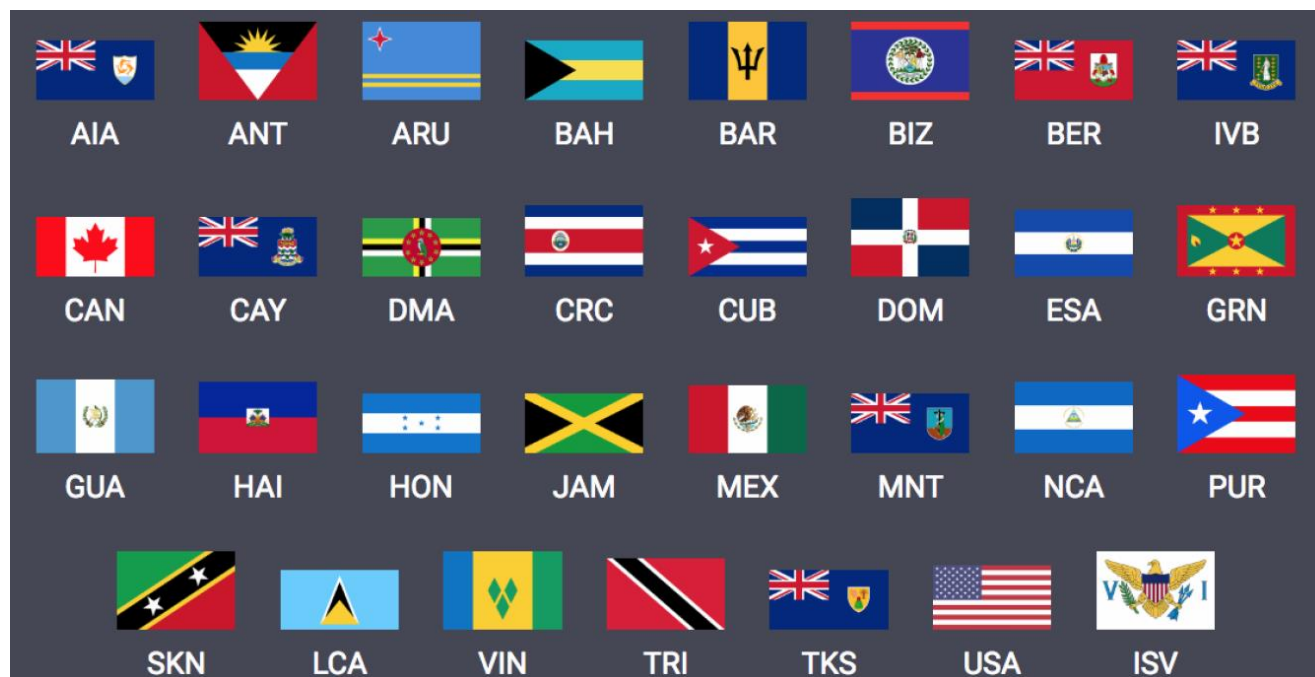 AIA ANT ARU BAH BAR BIZ BER IVB
CAN CAY DMA CRC CUB DOM ESA GRN
GUA HAI HON JAM MEX MNT NCA PUR
V I
SKN LCA VIN TRI TKS USA ISV